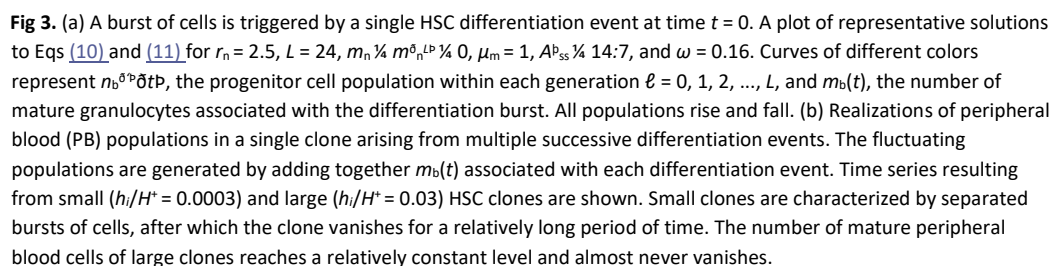 Fig 3. (a) A burst of cells is triggered by a single HSC differentiation event at time t = 0. A plot of representative solutions
to Eqs (10) and (11) for rn = 2.5, L = 24, mn ¼ mðnLÞ ¼ 0, μm = 1, Aþss ¼ 14:7, and ω = 0.16. Curves of different colors
represent nbð'ÞðtÞ, the progenitor cell population within each generation ℓ = 0, 1, 2, ..., L, and mb(t), the number of
mature granulocytes associated with the differentiation burst. All populations rise and fall. (b) Realizations of peripheral
blood (PB) populations in a single clone arising from multiple successive differentiation events. The fluctuating
populations are generated by adding together mb(t) associated with each differentiation event. Time series resulting
from small (hi/H+ = 0.0003) and large (hi/H+ = 0.03) HSC clones are shown. Small clones are characterized by separated
bursts of cells, after which the clone vanishes for a relatively long period of time. The number of mature peripheral
blood cells of large clones reaches a relatively constant level and almost never vanishes.